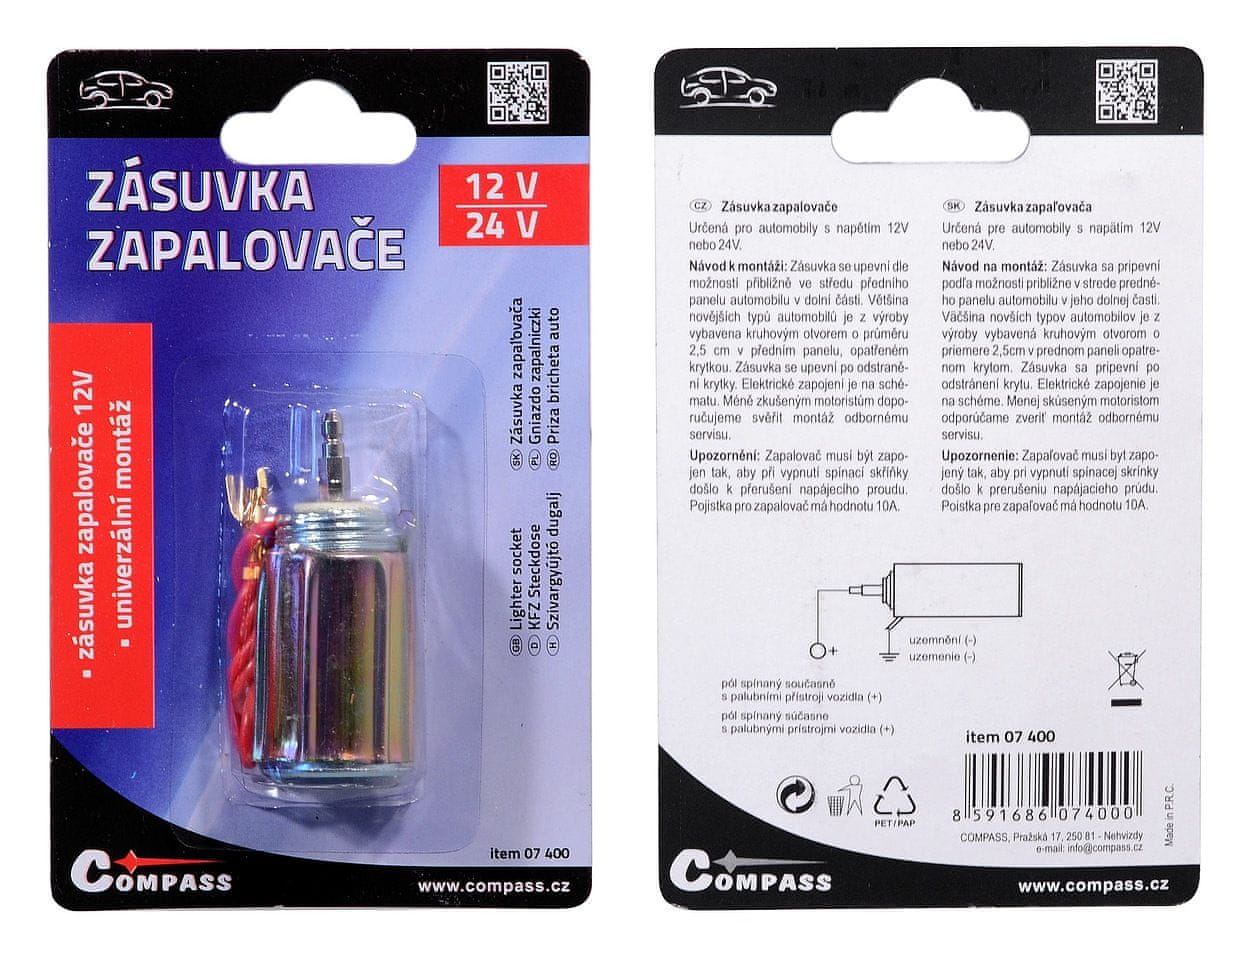 ZÁSUVKA
ZAPALOVAČE
12 V
24 V
▪ zásuvka zapalovače 12V
▪ univerzální montáž
SK Zásuvka zapaľovača
PL Gniazdo zapalniczki
RO Priza bricheta auto
GB Lighter socket
D KFZ Steckdose
H Szivargyújtó dugalj
item 07 400
COMPASS
www.compass.cz
CZ Zásuvka zapalovače
Určená pro automobily s napětím 12V
nebo 24V.
Návod k montáži: Zásuvka se upevní dle
možnosti přibližně ve středu předního
panelu automobilu v dolní části. Většina
novějších typů automobilů je z výroby
vybavena kruhovým otvorem o průměru
2,5 cm v předním panelu, opatřeném
krytkou. Zásuvka se upevní po odstraně-
ní krytky. Elektrické zapojení je na sché-
matu. Méně zkušeným motoristům dopo-
ručujeme svěřit montáž odbornému
servisu.
Upozornění: Zapalovač musí být zapo-
jen tak, aby při vypnutí spínací skříňky
došlo k přerušení napájecího proudu.
Pojistka pro zapalovač má hodnotu 10A.
SK Zásuvka zapaľovača
Určená pre automobily s napätím 12V
nebo 24V.
Návod na montáž: Zásuvka sa pripevní
podľa možnosti približne v strede predné-
ho panelu automobilu v jeho dolnej časti.
Väčšina novších typov automobilov je z
výroby vybavená kruhovým otvorom o
priemere 2,5cm v prednom paneli opatre-
nom krytom. Zásuvka sa pripevní po
odstránení krytu. Elektrické zapojenie je
na schéme. Menej skúseným motoristom
odporúčame zveriť montáž odbornému
servisu.
Upozornenie: Zapaľovač musí byt zapo-
jený tak, aby pri vypnutí spínacej skrínky
došlo k prerušeniu napájacieho prúdu.
Poistka pre zapaľovač má hodnotu 10A.
+
uzemnění (-)
uzemenie (-)
pól spínaný současně
s palubními přístroji vozidla (+)
pól spínaný súčasne
s palubnými prístrojmi vozidla (+)
item 07 400
PET/PAP
8 591686 074000
Made in P.R.C.
COMPASS, Pražská 17, 250 81 - Nehvizdy
e-mail: info@compass.cz
COMPASS
www.compass.cz